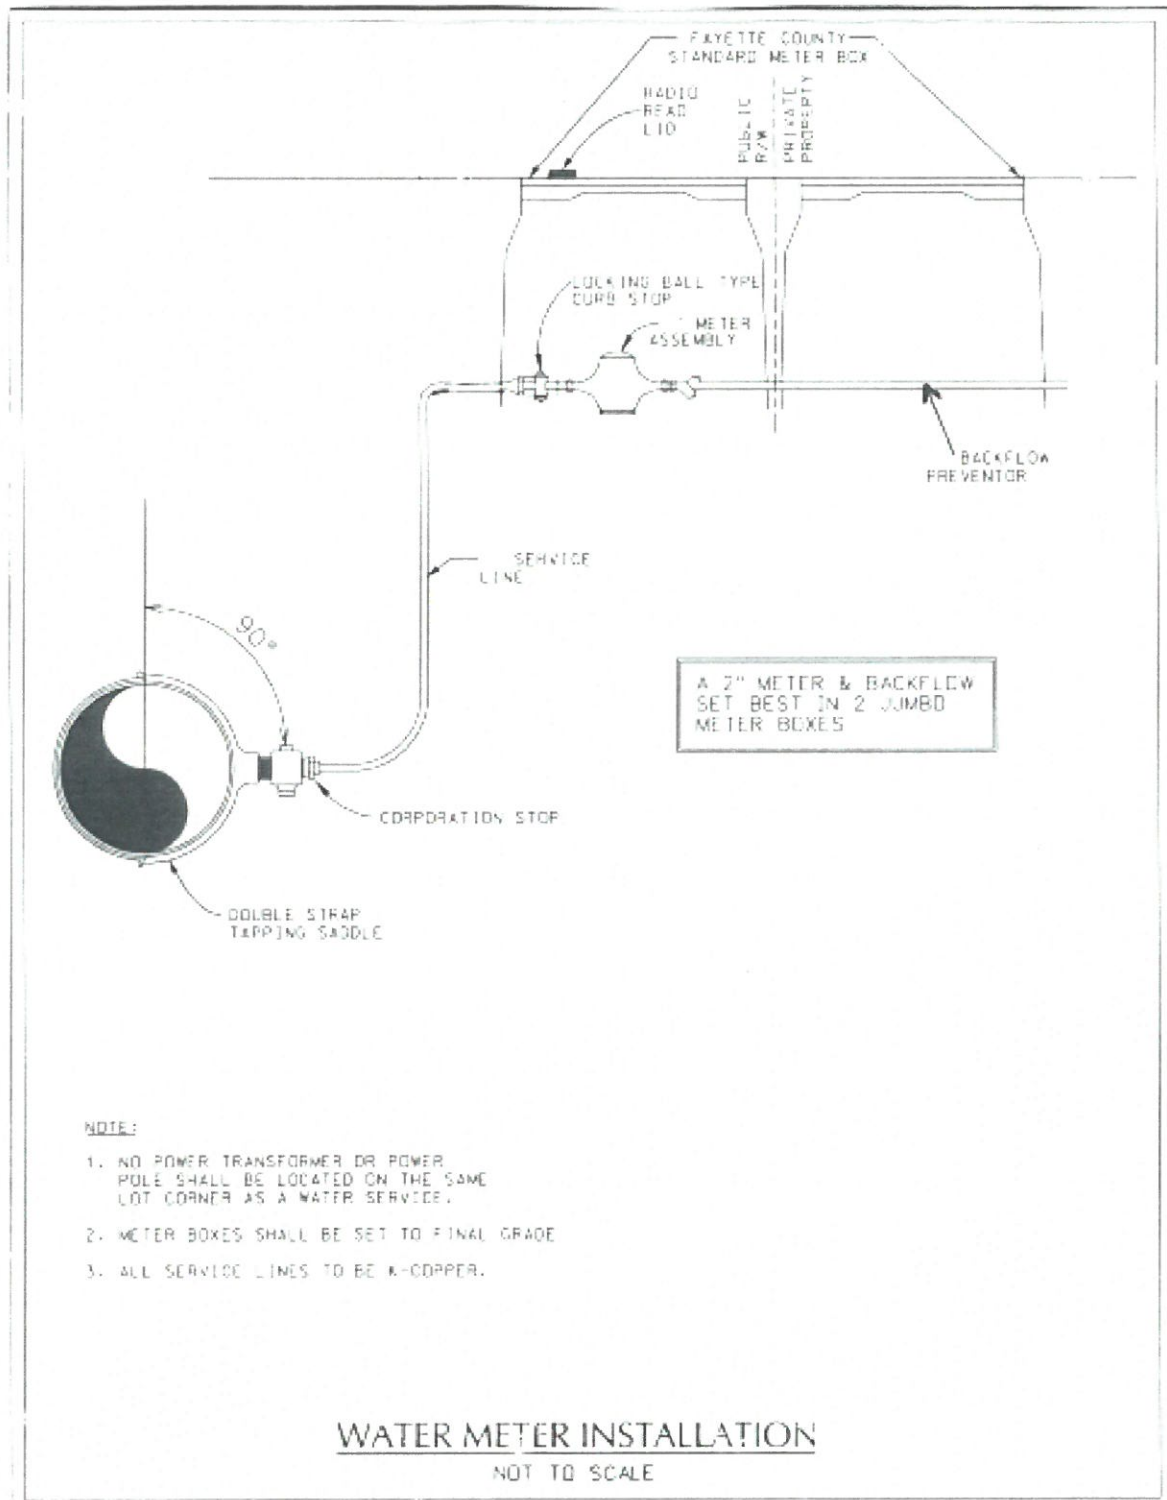 FAYETTE COUNTY
STANDARD METER BOX
RADIO
READ
LID
PUBLIC
R/W
PRIVATE
PROPERTY
LOCKING BALL TYPE
CURB STOP
METER
ASSEMBLY
BACKFLOW
PREVENTOR
SERVICE
LINE
90°
A 2" METER & BACKFLOW
SET BEST IN 2 JUMBO
METER BOXES
CORPORATION STOP
DOUBLE STRAP
TAPPING SADDLE
NOTE:
1. NO POWER TRANSFORMER OR POWER
POLE SHALL BE LOCATED ON THE SAME
LOT CORNER AS A WATER SERVICE.
2. METER BOXES SHALL BE SET TO FINAL GRADE
3. ALL SERVICE LINES TO BE K-COPPER.
WATER METER INSTALLATION
NOT TO SCALE